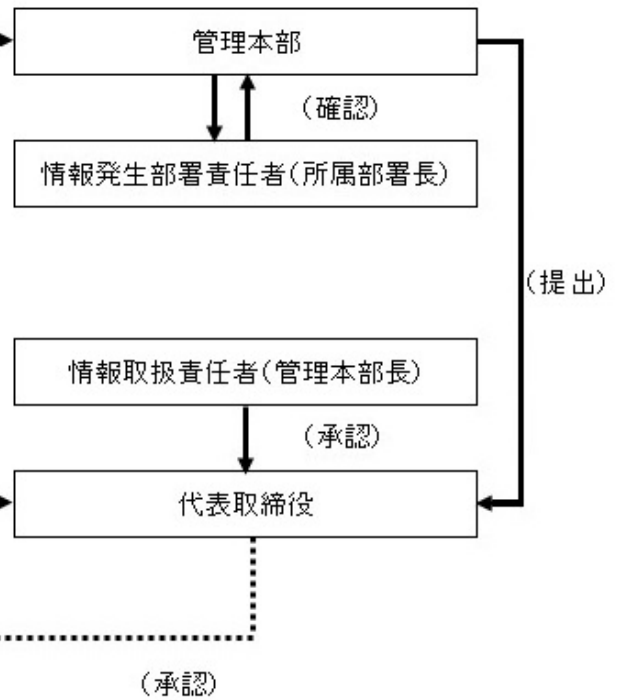 管理本部
（確認）
情報発生部署責任者（所属部署長）
（提出）
情報取扱責任者（管理本部長）
（承認）
代表取締役
（承認）